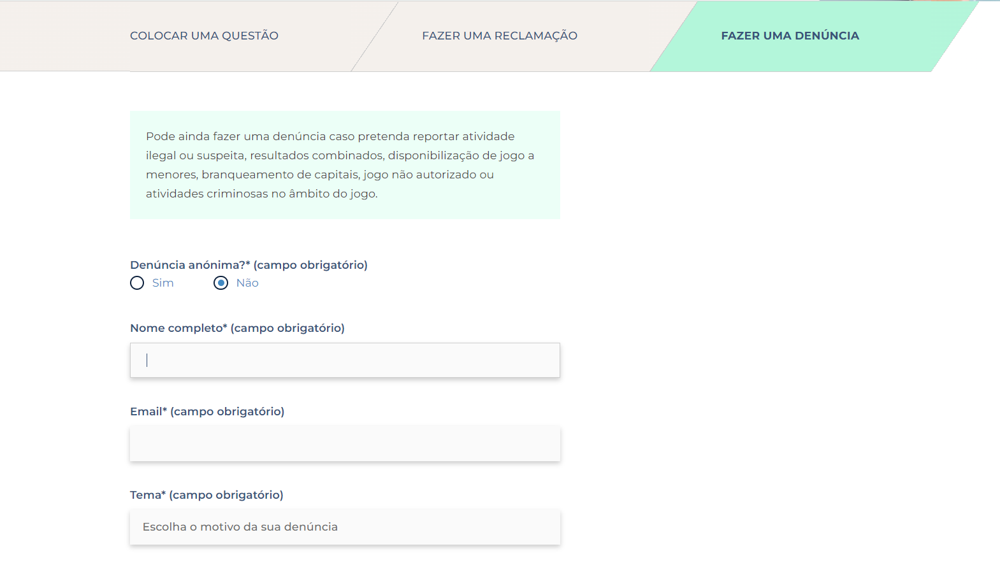 COLOCAR UMA QUESTÃO
FAZER UMA RECLAMAÇÃO
FAZER UMA DENÚNCIA
Pode ainda fazer uma denúncia caso pretenda reportar atividade
ilegal ou suspeita, resultados combinados, disponibilização de jogo a
menores, branqueamento de capitais, jogo não autorizado ou
atividades criminosas no âmbito do jogo.
Denúncia anónima?* (campo obrigatório)
Sim Não
Nome completo* (campo obrigatório)
Email* (campo obrigatório)
Tema* (campo obrigatório)
Escolha o motivo da sua denúncia